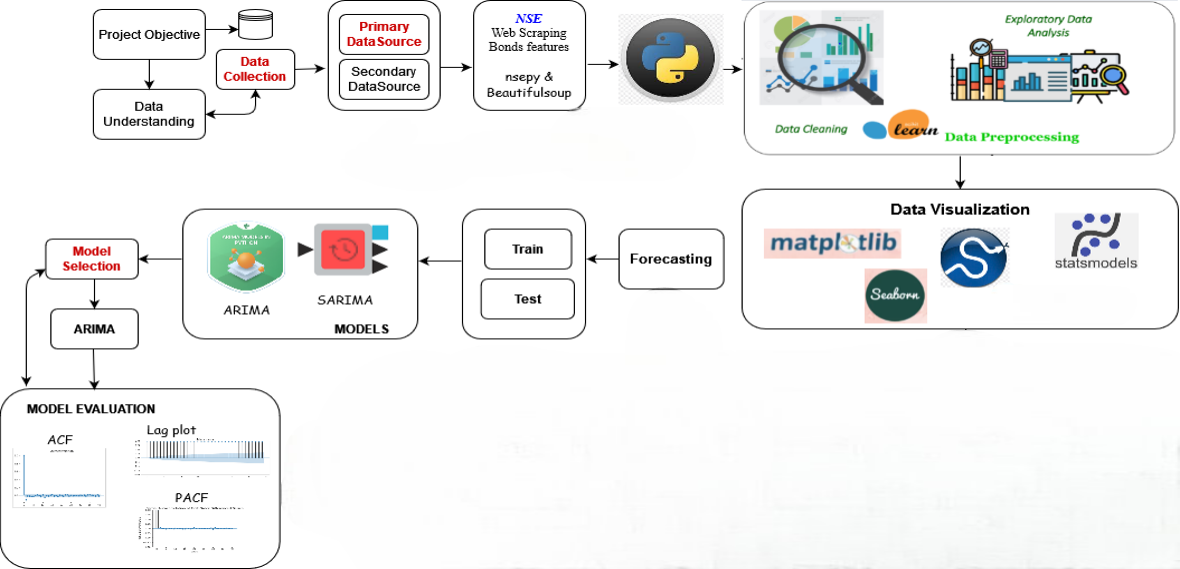 Project Objective
Data
Understanding
Data
Collection
Primary
DataSource
Secondary
DataSource
NSE
Web Scraping
Bonds features
nsepy &
Beautifulsoup
Exploratory Data
Analysis
Data Cleaning
learn
Data Preprocessing
Data Visualization
matplotlib
Seaborn
statsmodels
Forecasting
Train
Test
ARIMA
SARIMA
MODELS
Model
Selection
ARIMA
MODEL EVALUATION
ACF
Lag plot
PACF